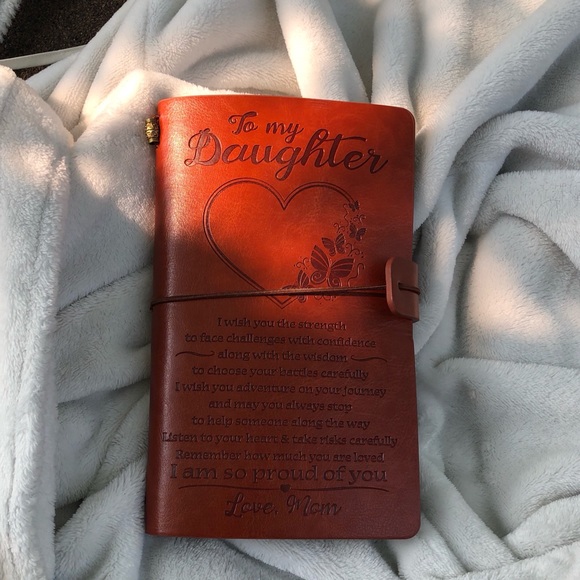 To my
Daughter
I wish you the strength
to face challenges with confidence
along with the wisdom
to choose your battles carefully
I wish you adventure on your journey
and may you always stop
to help someone along the way
Listen to your heart & take risks carefully
Remember how much you are loved
I am so proud of you
Love, Mom